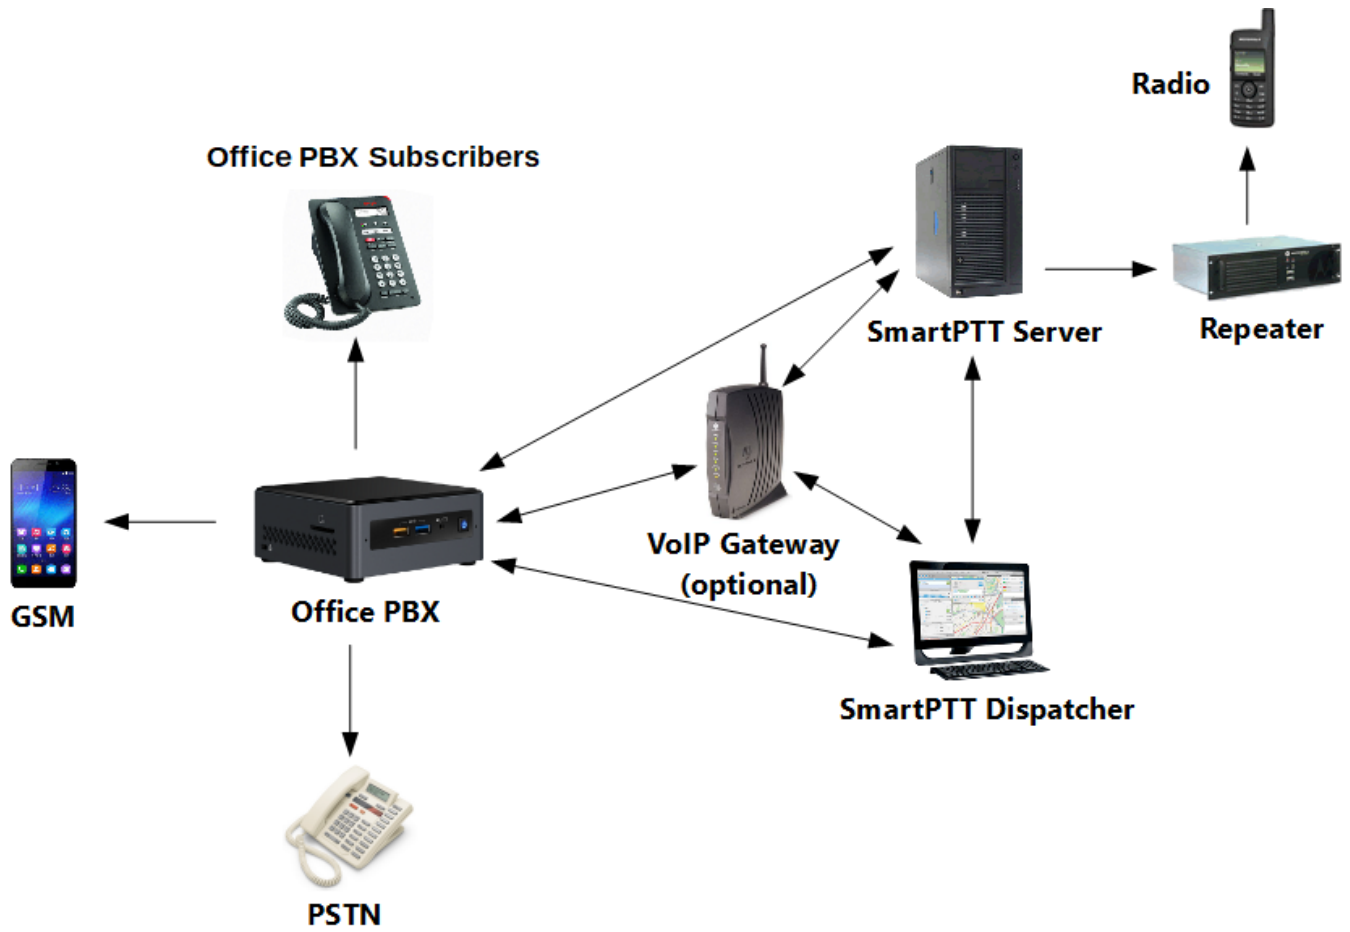 Radio
Office PBX Subscribers
SmartPTT Server
Repeater
VoIP Gateway
(optional)
GSM
Office PBX
SmartPTT Dispatcher
PSTN